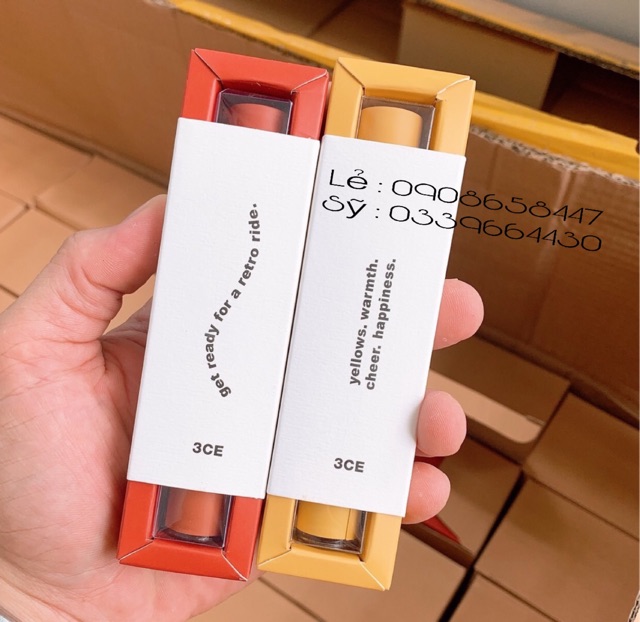 Lẻ : 0908658447
Sỹ : 0339664430
get ready for a retro ride.
3CE
yellows. warmth.
cheer. happiness.
3CE